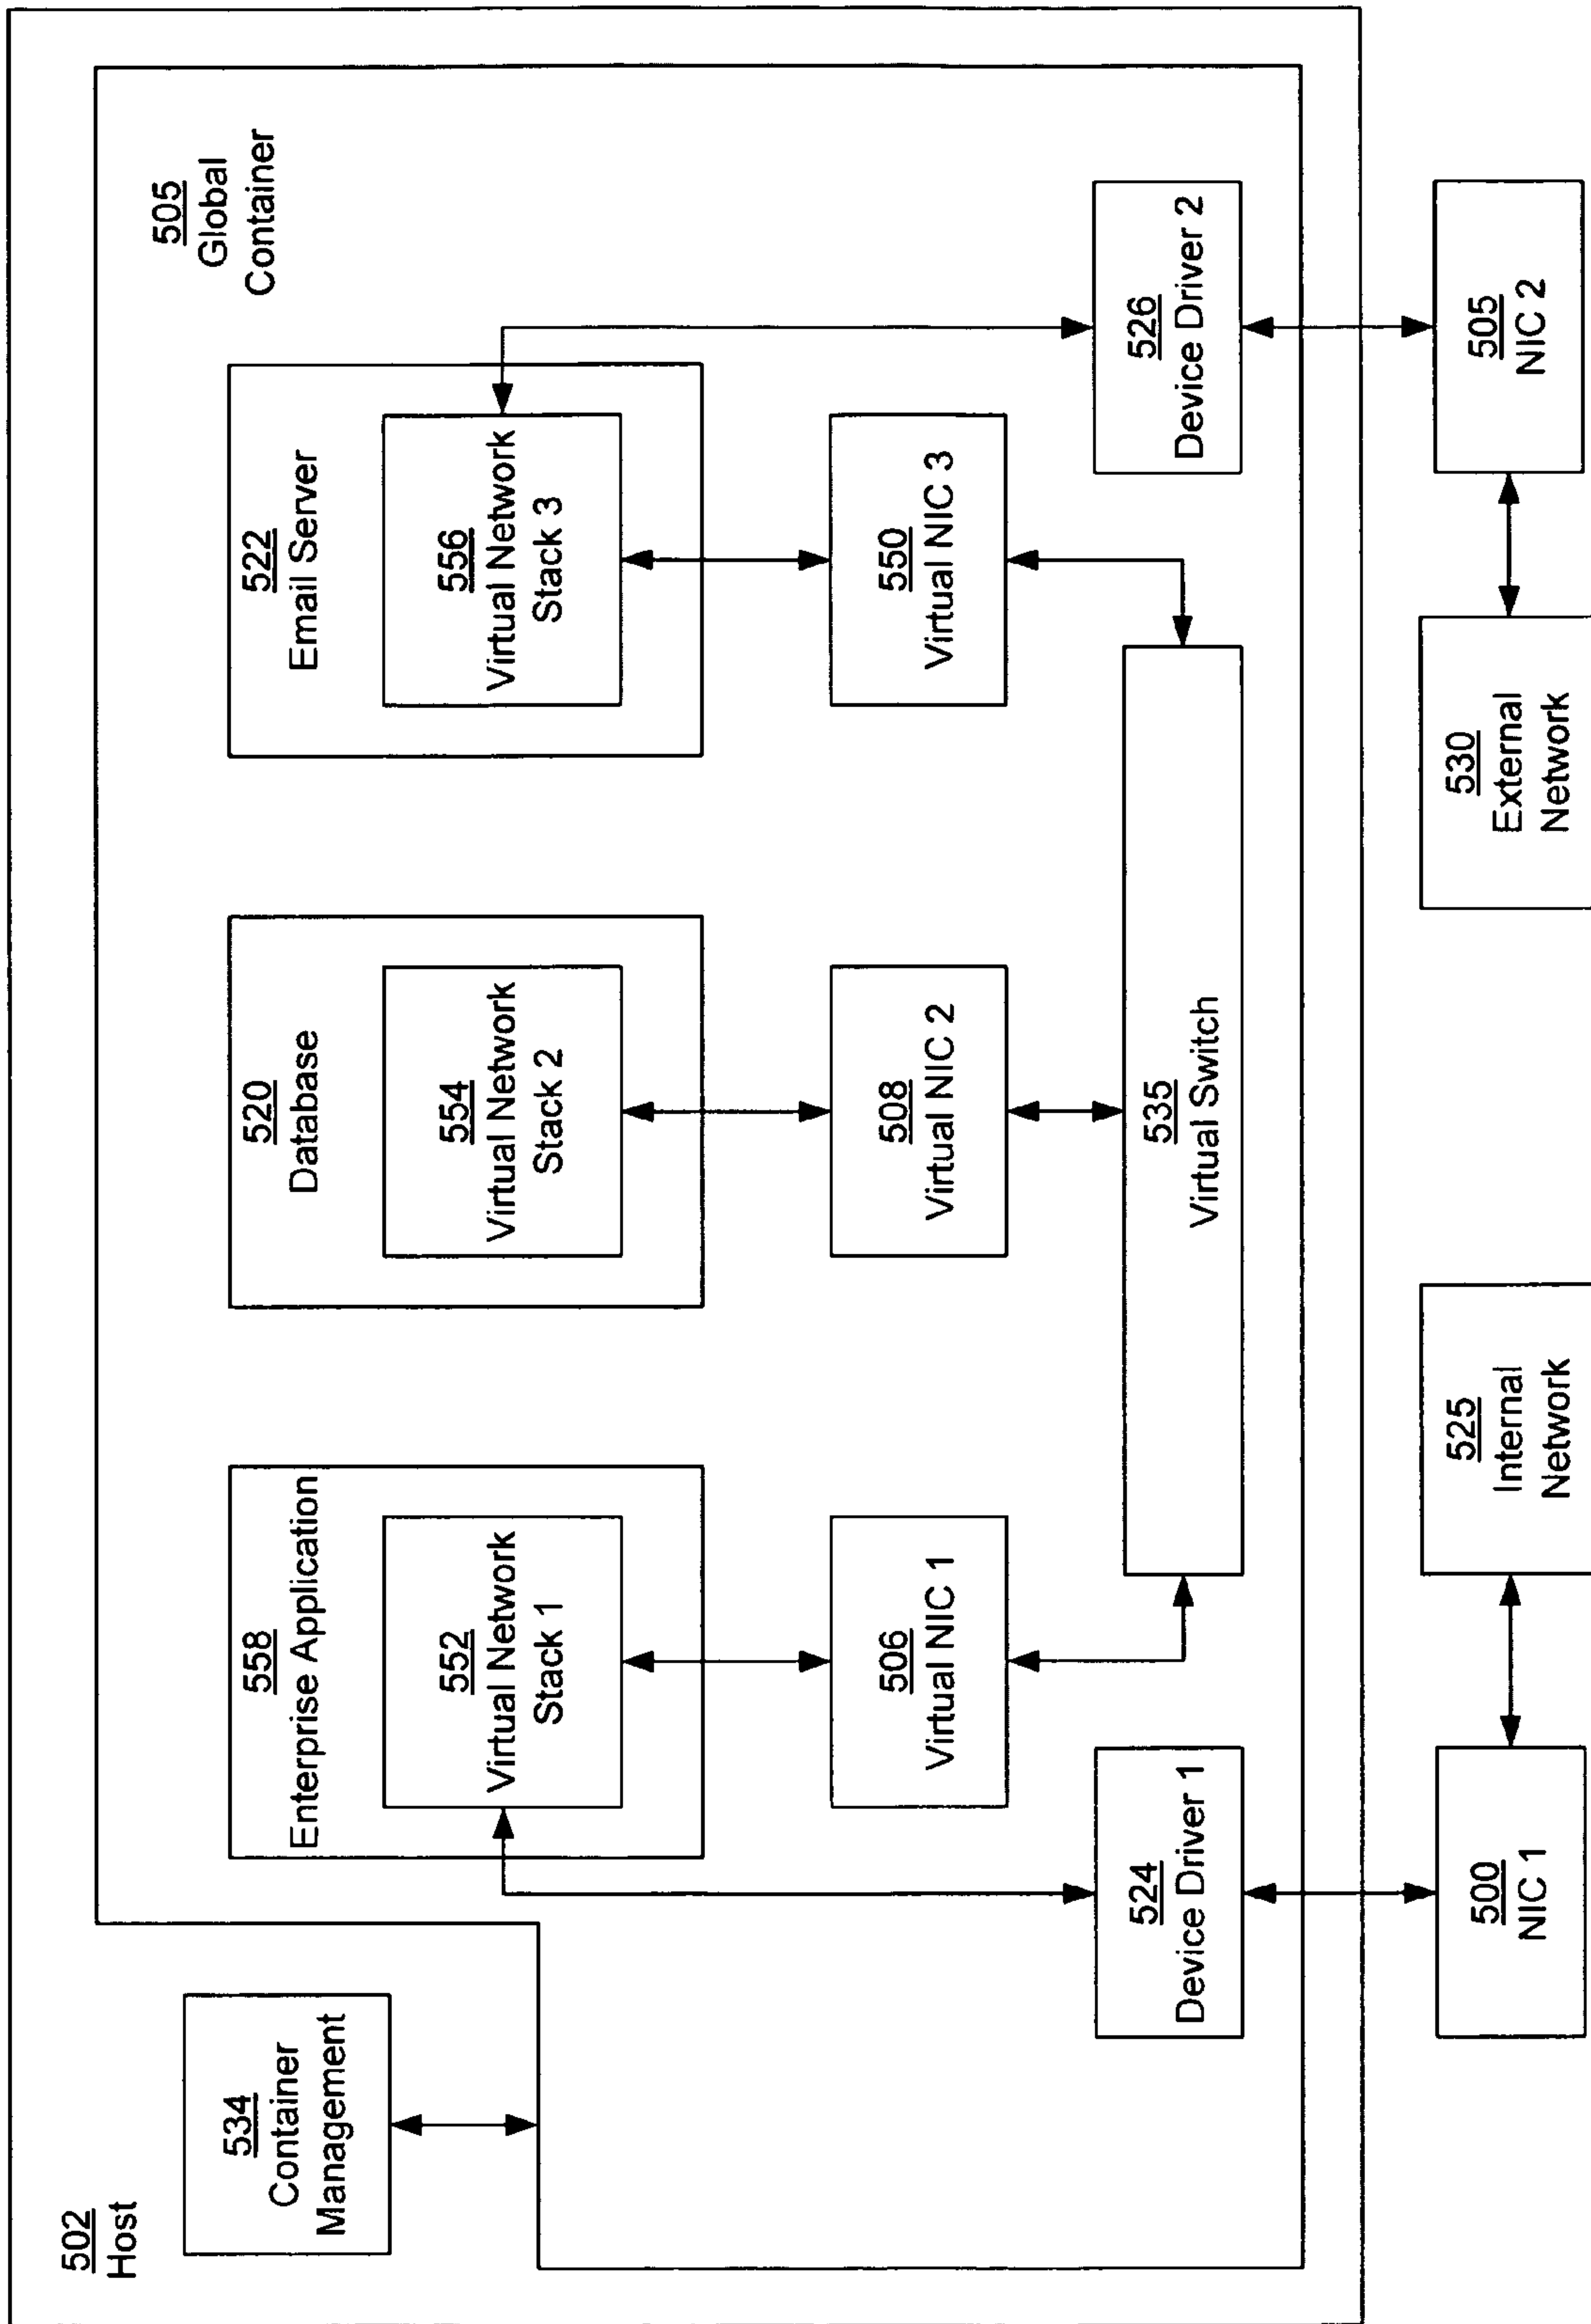 502
Host
534
Container
Management
505
Global
Container
558
Enterprise Application
552
Virtual Network
Stack 1
520
Database
554
Virtual Network
Stack 2
522
Email Server
556
Virtual Network
Stack 3
506
Virtual NIC 1
508
Virtual NIC 2
550
Virtual NIC 3
524
Device Driver 1
535
Virtual Switch
526
Device Driver 2
500
NIC 1
525
Internal
Network
530
External
Network
505
NIC 2